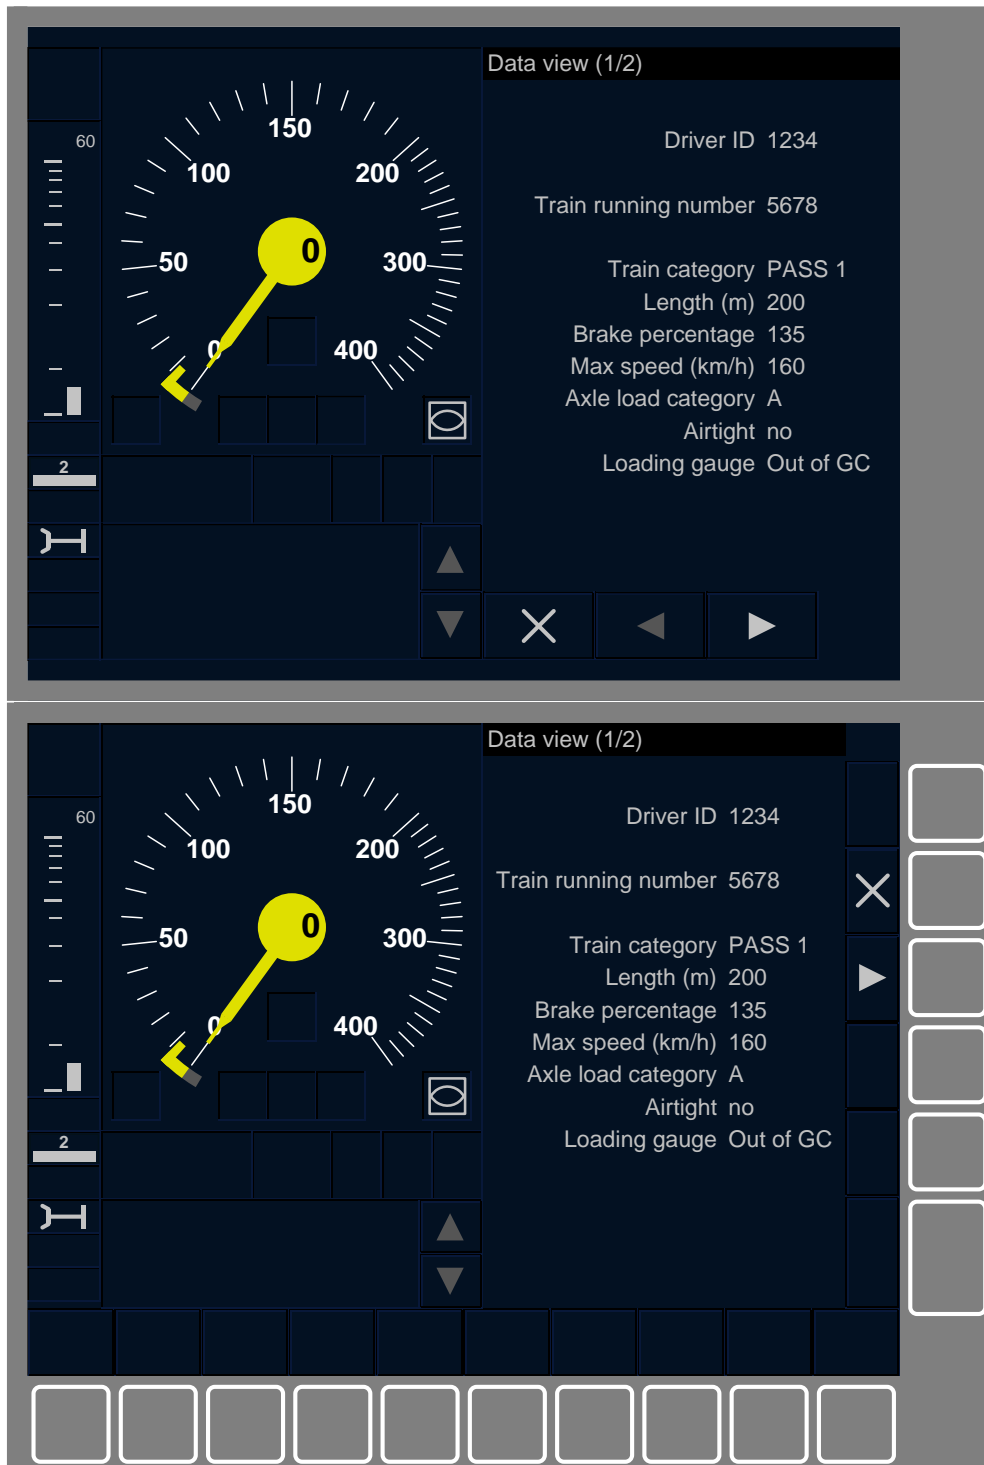 Data view (1/2)
60
150
100
200
50
0
300
0
400
2
Driver ID 1234
Train running number 5678
Train category PASS 1
Length (m) 200
Brake percentage 135
Max speed (km/h) 160
Axle load category A
Airtight no
Loading gauge Out of GC
Data view (1/2)
60
150
100
200
50
0
300
0
400
2
Driver ID 1234
Train running number 5678
Train category PASS 1
Length (m) 200
Brake percentage 135
Max speed (km/h) 160
Axle load category A
Airtight no
Loading gauge Out of GC